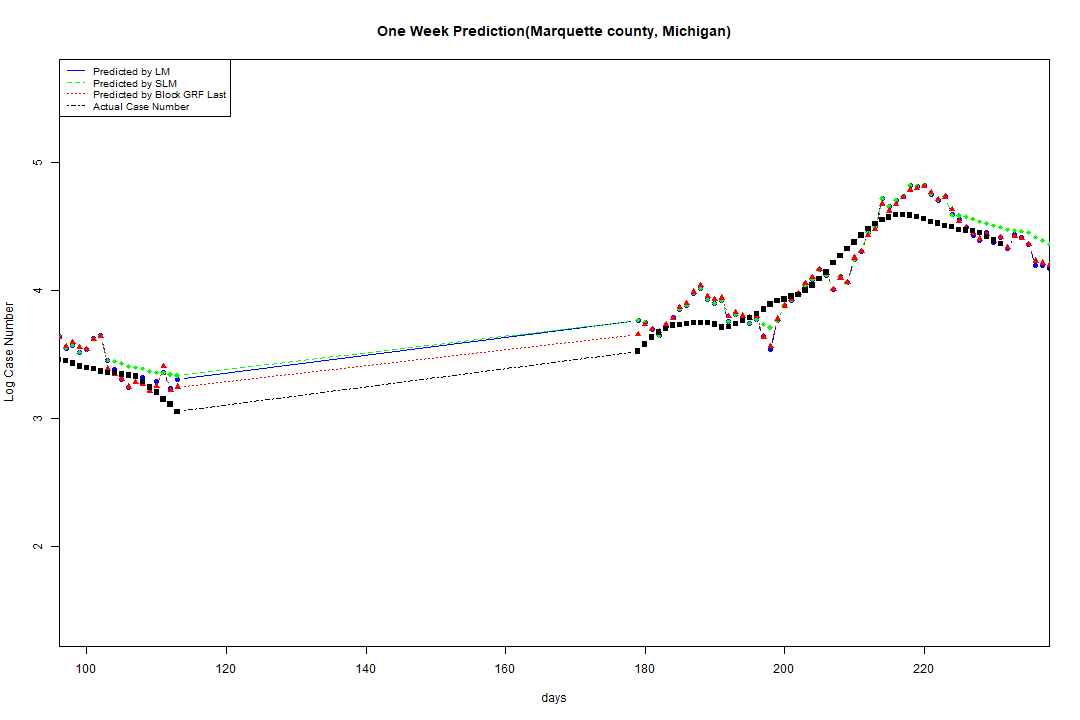 One Week Prediction(Marquette county, Michigan)
Predicted by LM
Predicted by SLM
Predicted by Block GRF Last
Actual Case Number
5
4
3
2
Log Case Number
100 120 140 160 180 200 220
days